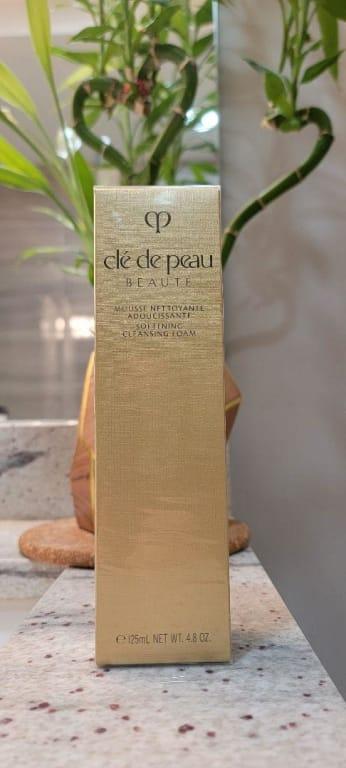 clé de peau
BEAUTÉ
MOUSSE NETTOYANTE
ADOUCISSANTE
SOFTENING
CLEANSING FOAM
℮ 125mL NET WT. 4.8 OZ.